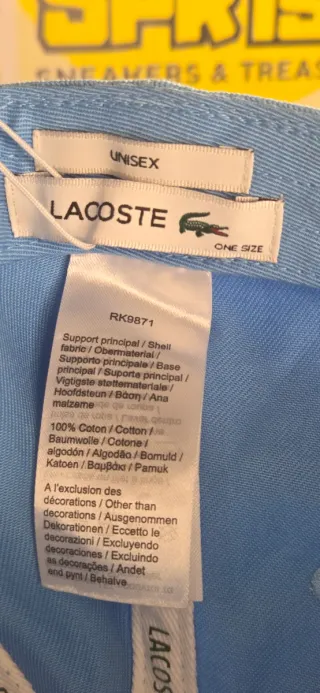 SNEAKERS & TREAS
UNISEX
LACOSTE
ONE SIZE
RK9871
Support principal / Shell
fabric / Obermaterial /
Supporto principale / Base
principal / Suporte principal /
Vigtigste støttemateriale /
Hoofdsteun / Βάση / Ana
malzeme
100% Coton / Cotton /
Baumwolle / Cotone /
algodón / Algodão / Bomuld /
Katoen / Βαμβάκι / Pamuk
A l'exclusion des
décorations / Other than
decorations / Ausgenommen
Dekorationen / Eccetto le
decorazioni / Excluyendo
decoraciones / Excluindo
as decorações / Andet
end pynt / Behalve
LACOS